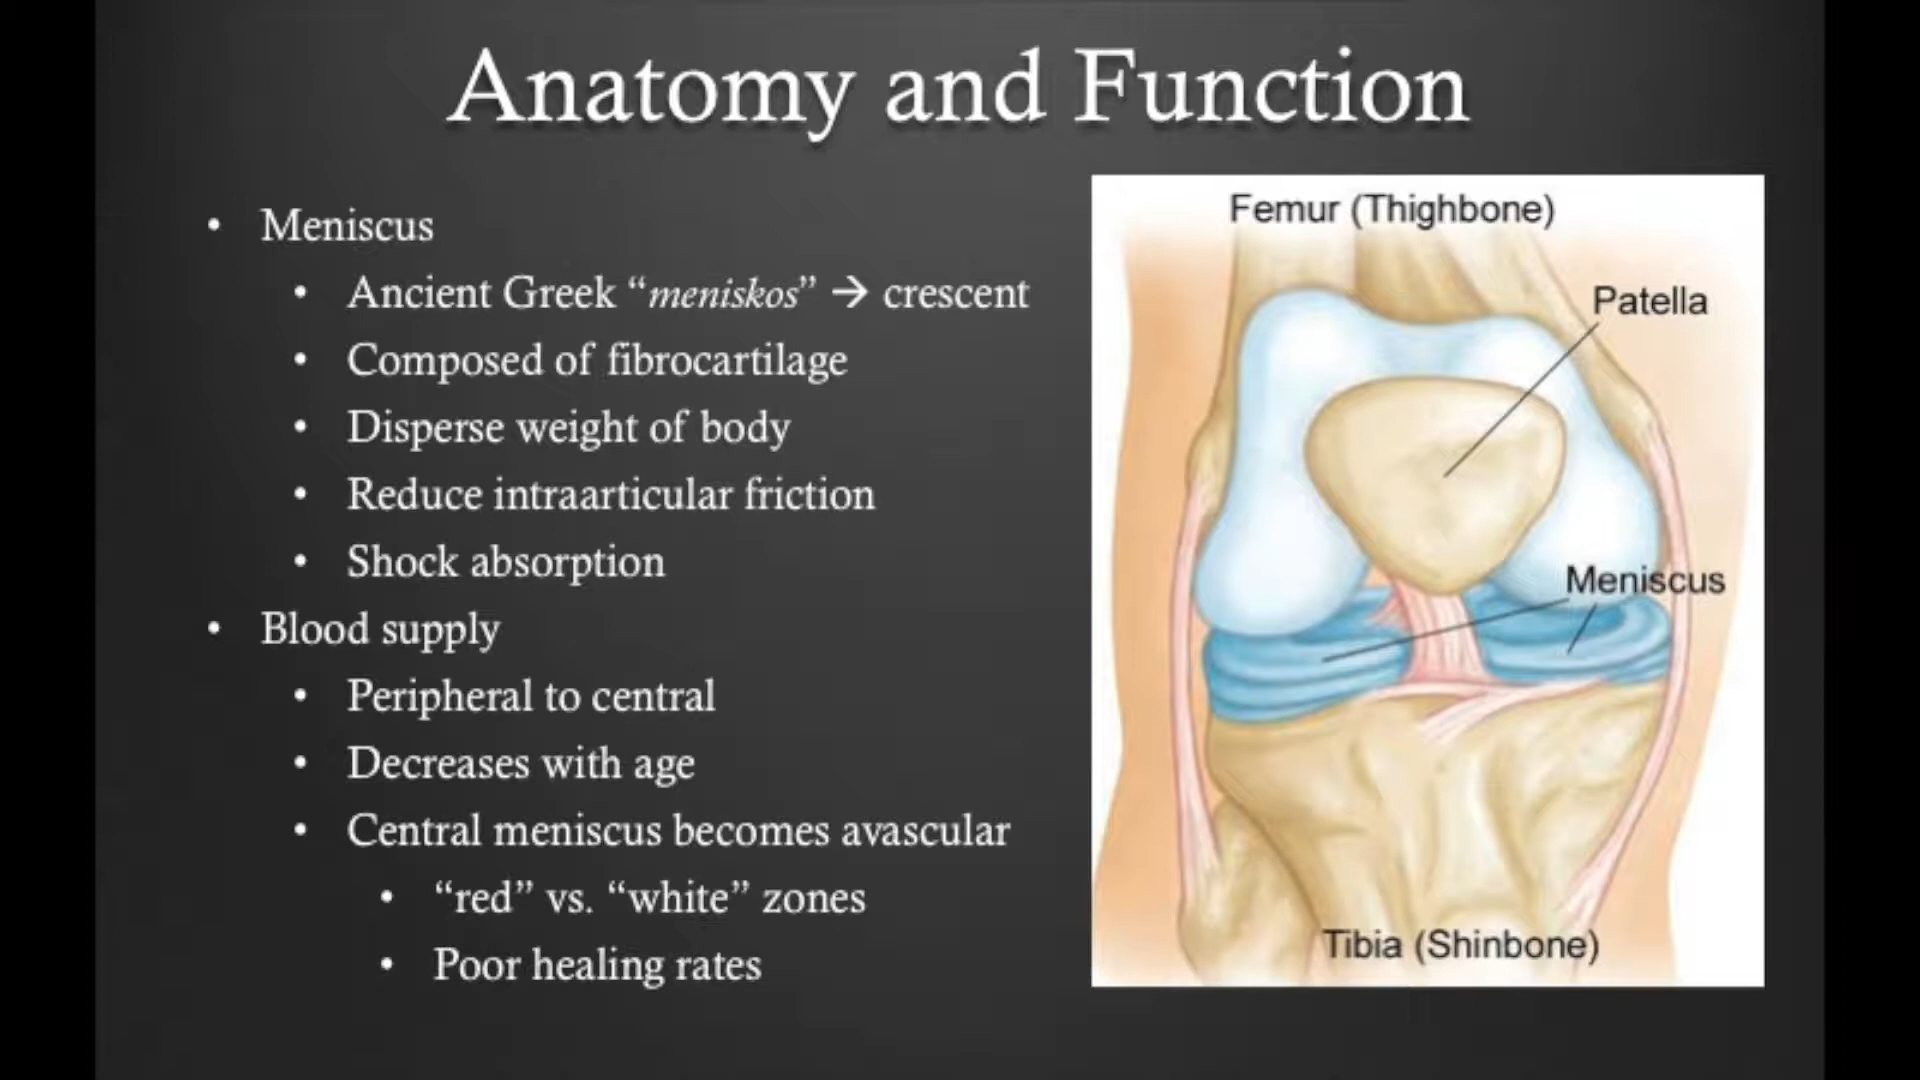 Anatomy and Function
• Meniscus
• Ancient Greek “meniskos” → crescent
• Composed of fibrocartilage
• Disperse weight of body
• Reduce intraarticular friction
• Shock absorption
• Blood supply
• Peripheral to central
• Decreases with age
• Central meniscus becomes avascular
• “red” vs. “white” zones
• Poor healing rates
Femur (Thighbone)
Patella
Meniscus
Tibia (Shinbone)